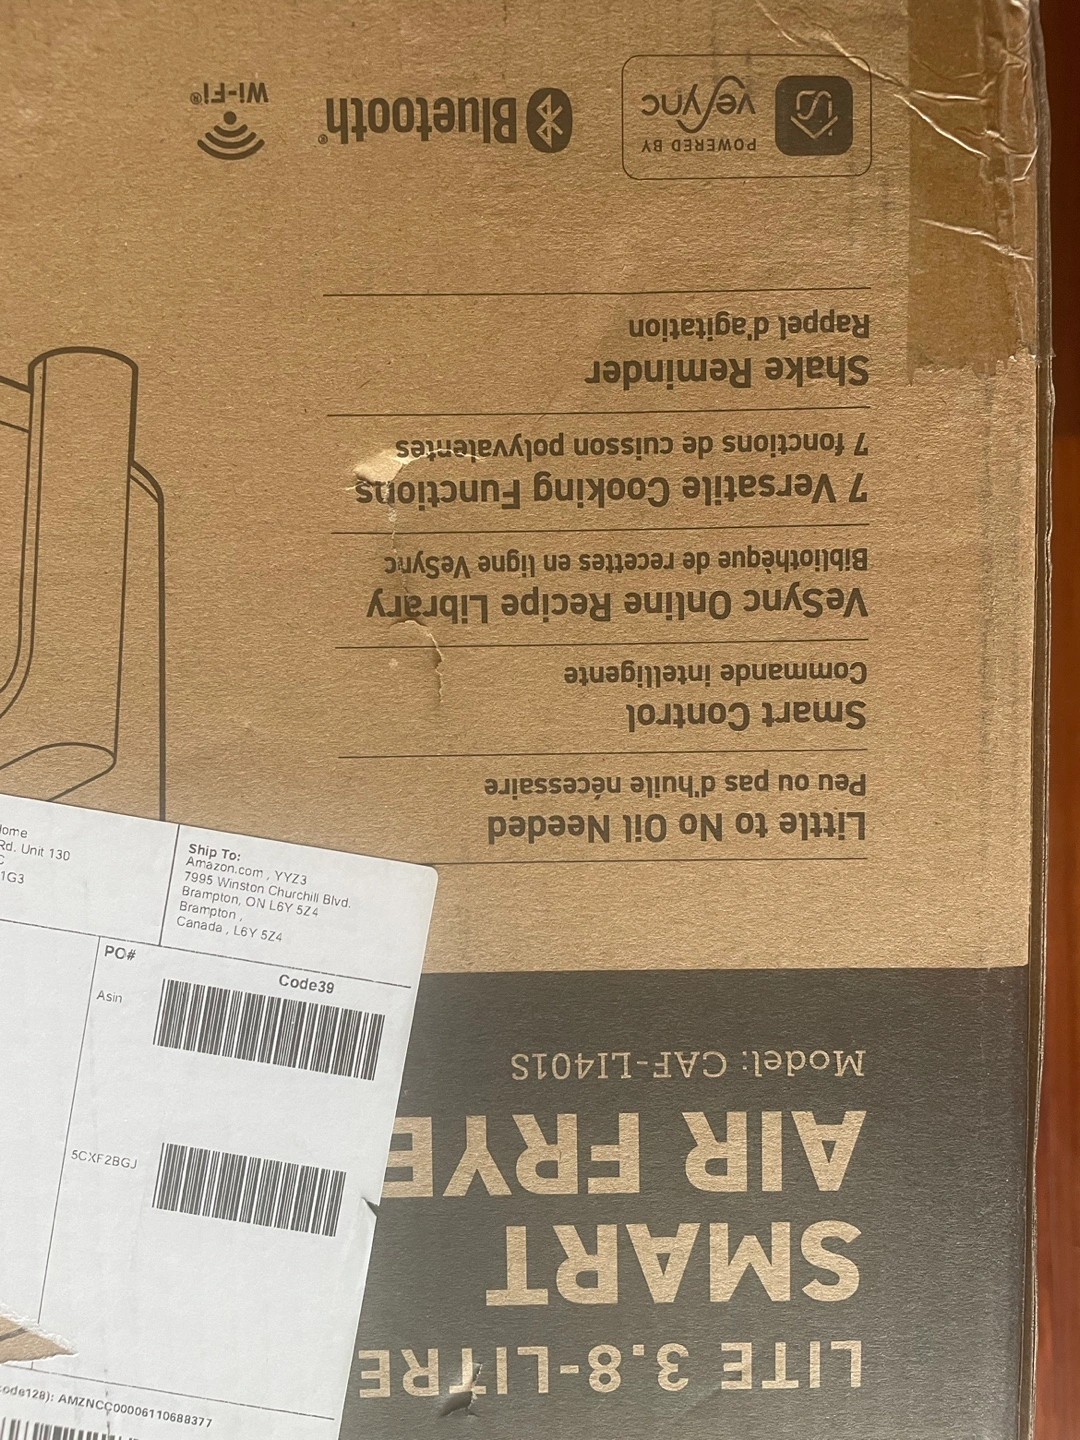 LITE 3.8-LITRE
SMART
AIR FRYE
Model: CAF-LI401S
Little to No Oil Needed
Peu ou pas d'huile nécessaire
Smart Control
Commande intelligente
VeSync Online Recipe Library
Bibliothèque de recettes en ligne VeSync
7 Versatile Cooking Functions
7 fonctions de cuisson polyvalentes
Shake Reminder
Rappel d'agitation
POWERED BY
vesync
Bluetooth®
Wi-Fi®
Rd. Unit 130
1G3
Ship To:
Amazon.com , YYZ3
7995 Winston Churchill Blvd.
Brampton, ON L6Y 5Z4
Brampton ,
Canada , L6Y 5Z4
PO#
Code39
Asin
5CXF2BGJ
ode128): AMZNCC00006110688377